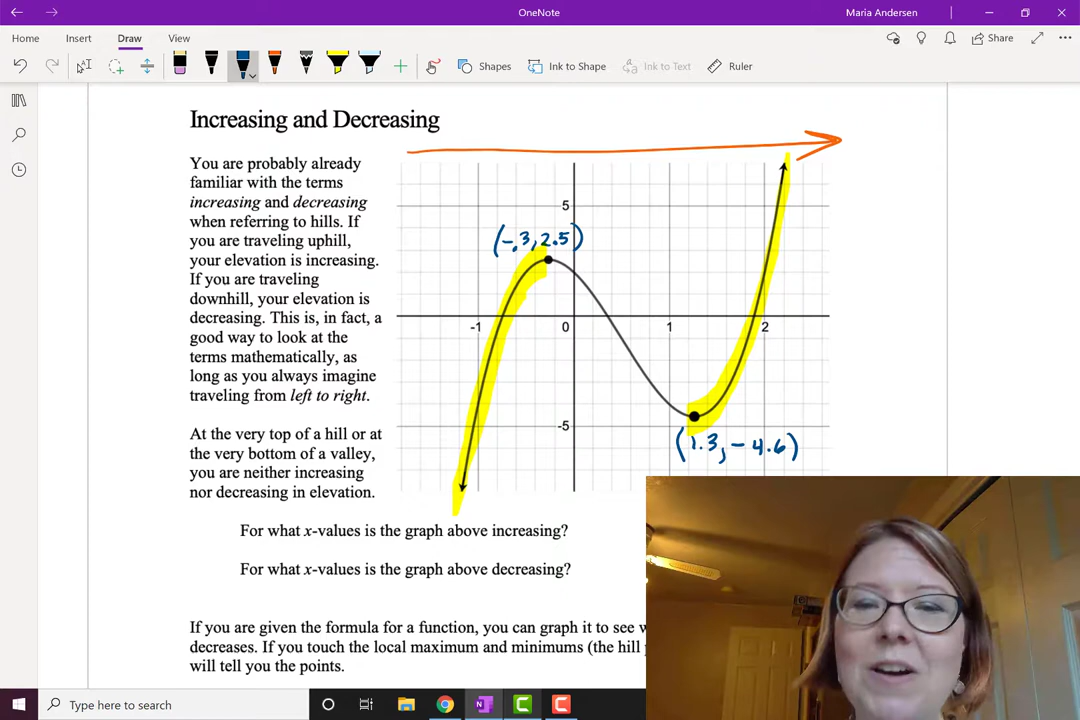 OneNote
Maria Andersen
Home
Insert
Draw
View
Share
Shapes
Ink to Shape
Ink to Text
Ruler
Increasing and Decreasing
You are probably already
familiar with the terms
increasing and decreasing
when referring to hills. If
you are traveling uphill,
your elevation is increasing.
If you are traveling
downhill, your elevation is
decreasing. This is, in fact, a
good way to look at the
terms mathematically, as
long as you always imagine
traveling from left to right.
At the very top of a hill or at
the very bottom of a valley,
you are neither increasing
nor decreasing in elevation.
5
(-.3, 2.5)
-1
0
1
2
-5
(1.3, -4.6)
For what x-values is the graph above increasing?
For what x-values is the graph above decreasing?
If you are given the formula for a function, you can graph it to see
decreases. If you touch the local maximum and minimums (the hill
will tell you the points.
Type here to search